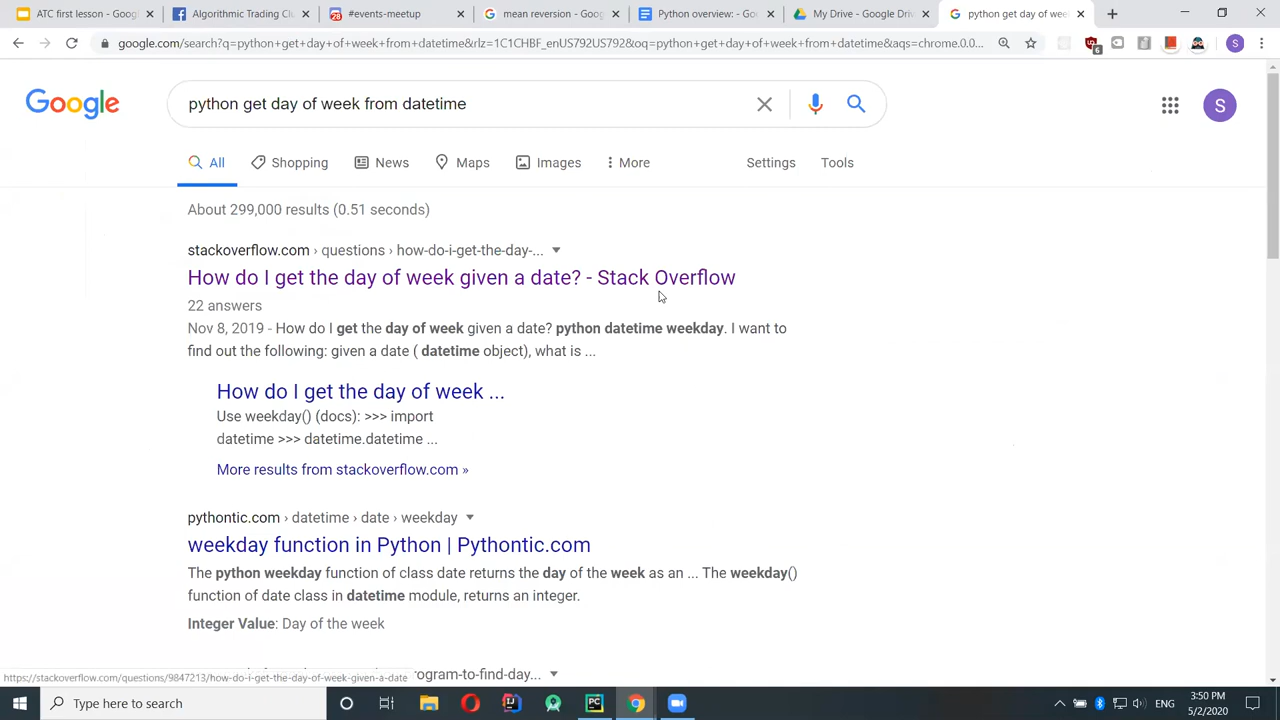 ATC first lesson - Google Slides
Algorithmic Trading Cl
28
#events-meetup
mean reversion - Goog
Python overview: - Goo
My Drive - Google Driv
python get day of wee
google.com/search?q=python+get+day+of+week+from+datetime&rlz=1C1CHBF_enUS792US792&oq=python+get+day+of+week+from+datetime&aqs=chrome.0.0...
6
S
Google
python get day of week from datetime
S
All
Shopping
News
Maps
Images
More
Settings
Tools
About 299,000 results (0.51 seconds)
stackoverflow.com › questions › how-do-i-get-the-day-...
How do I get the day of week given a date? - Stack Overflow
22 answers
Nov 8, 2019 - How do I get the day of week given a date? python datetime weekday. I want to
find out the following: given a date ( datetime object), what is ...
How do I get the day of week ...
Use weekday() (docs): >>> import
datetime >>> datetime.datetime ...
More results from stackoverflow.com »
pythontic.com › datetime › date › weekday
weekday function in Python | Pythontic.com
The python weekday function of class date returns the day of the week as an ... The weekday()
function of date class in datetime module, returns an integer.
Integer Value: Day of the week
rogram-to-find-day...
https://stackoverflow.com/questions/9847213/how-do-i-get-the-day-of-week-given-a-date
Type here to search
PC
ENG
3:50 PM
5/2/2020